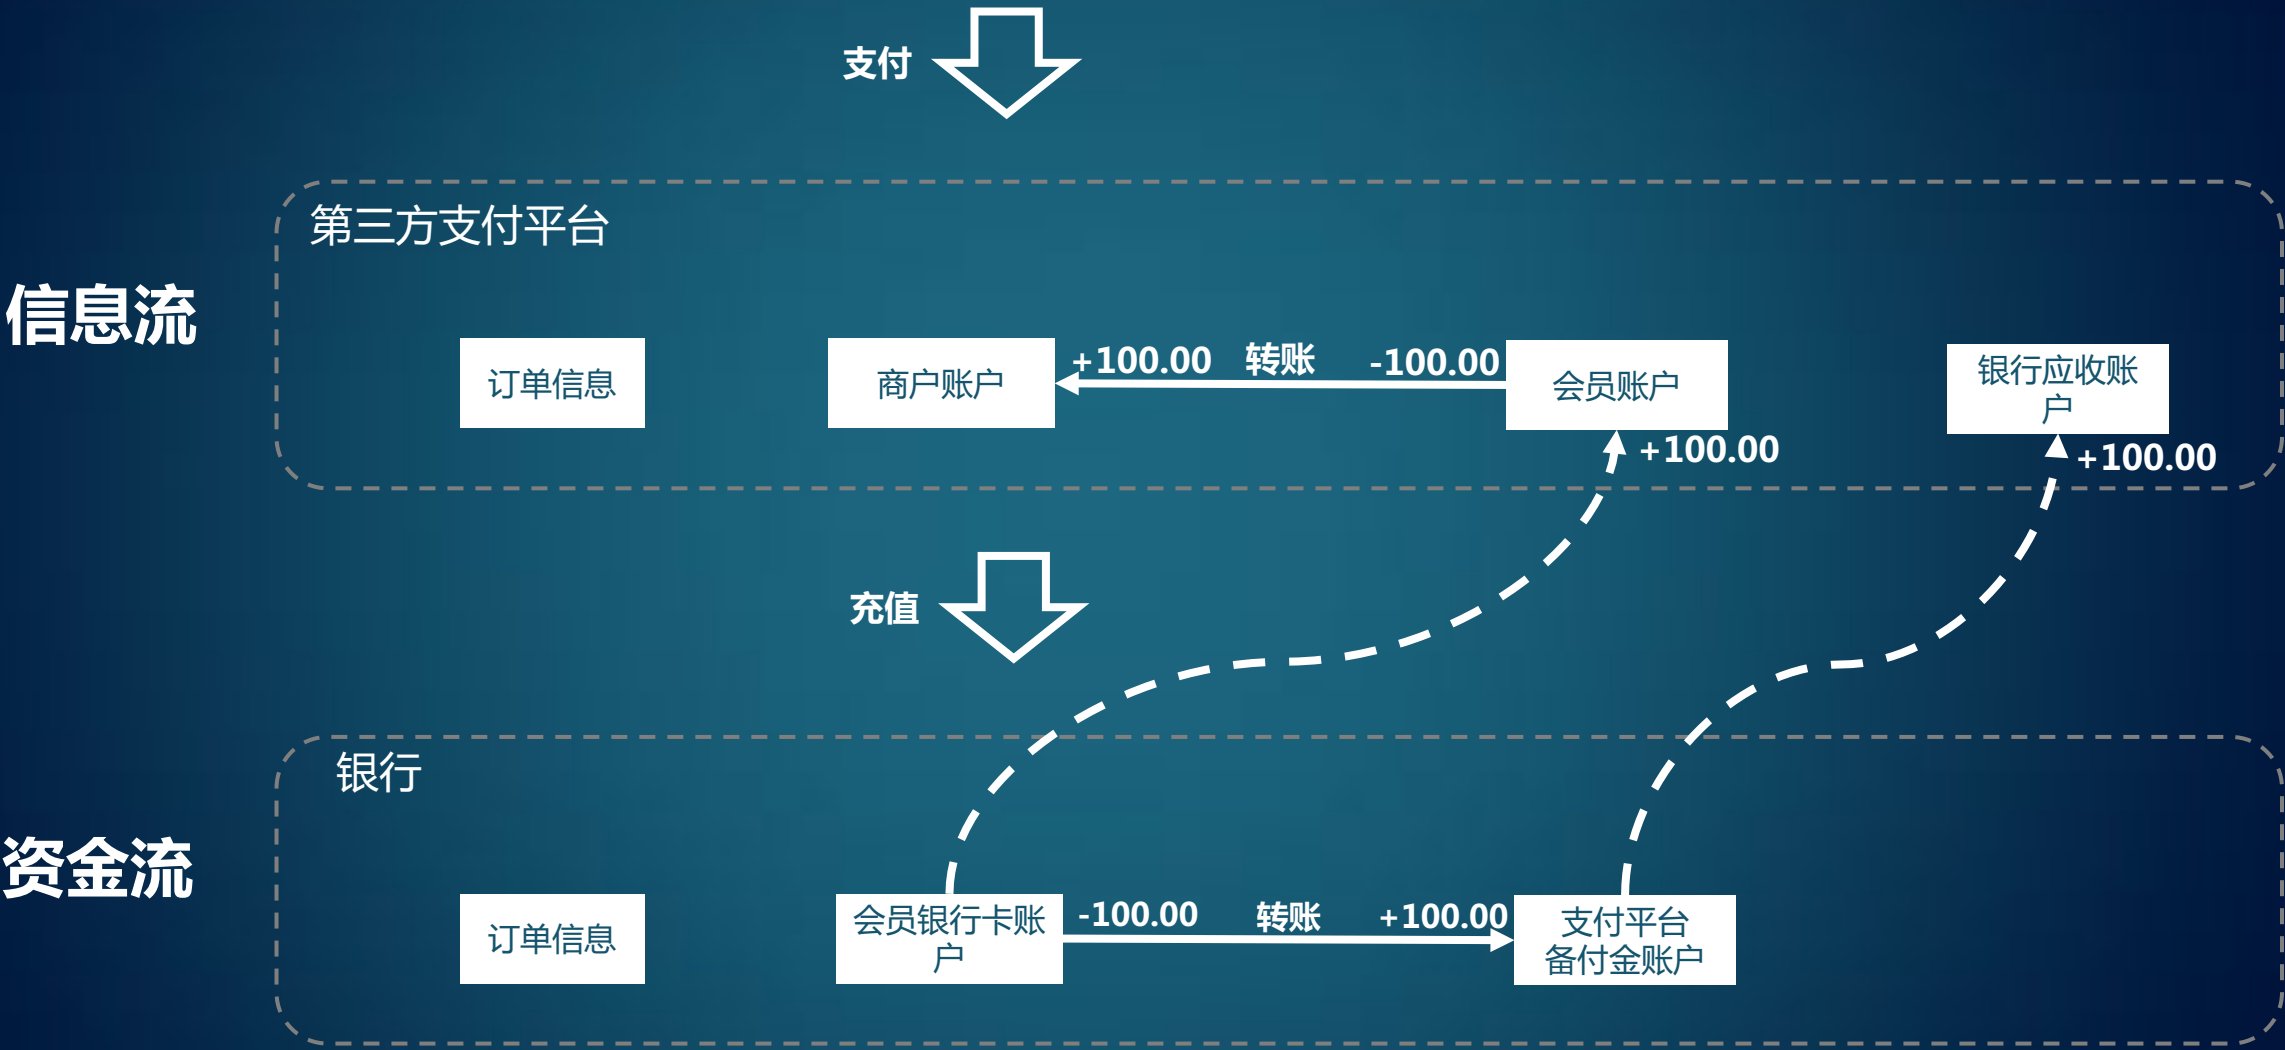 支付
第三方支付平台
信息流
订单信息
商户账户
+100.00 转账 -100.00
会员账户
银行应收账
户
+100.00
+100.00
充值
银行
资金流
订单信息
会员银行卡账
户
-100.00 转账 +100.00
支付平台
备付金账户